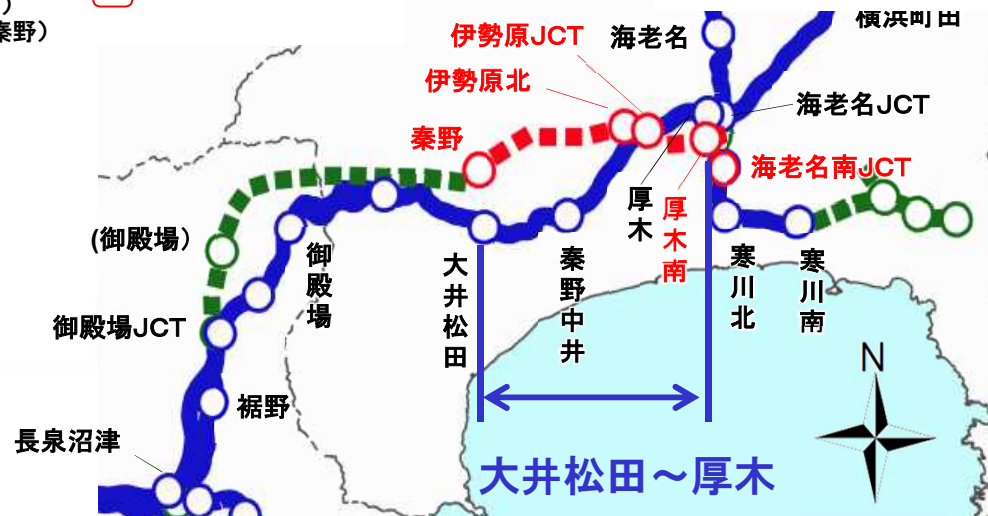 ）
秦野）
伊勢原JCT
海老名
横浜町田
伊勢原北
海老名JCT
秦野
海老名南JCT
厚木
厚木南
(御殿場）
御殿場
大井松田
秦野中井
寒川北
寒川南
御殿場JCT
N
裾野
長泉沼津
大井松田～厚木